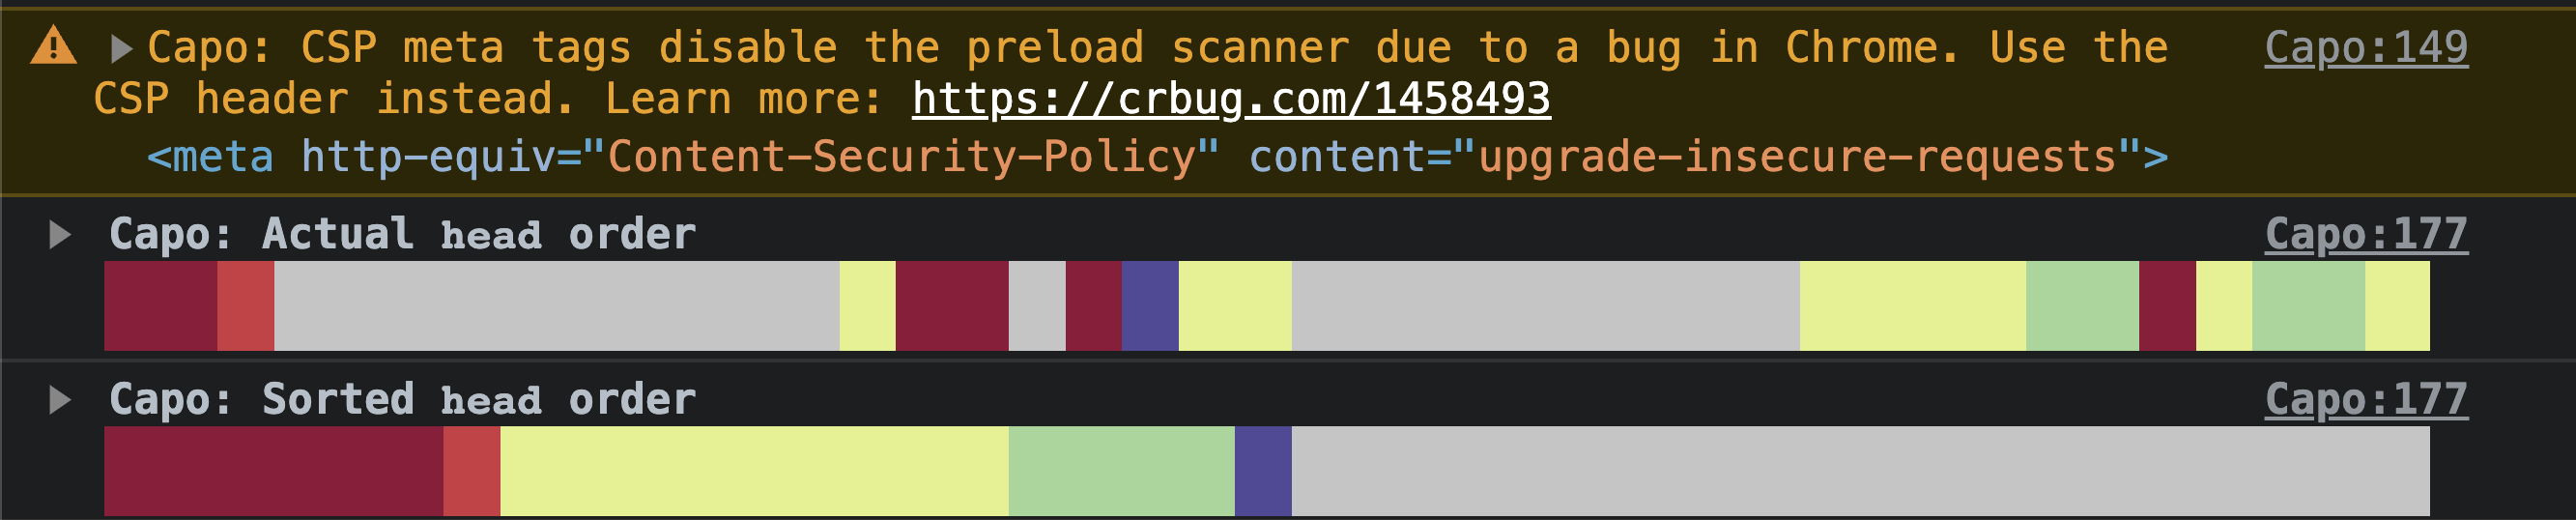 Capo: CSP meta tags disable the preload scanner due to a bug in Chrome. Use the Capo:149
CSP header instead. Learn more: https://crbug.com/1458493
<meta http-equiv="Content-Security-Policy" content="upgrade-insecure-requests">
Capo: Actual head order Capo:177
Capo: Sorted head order Capo:177